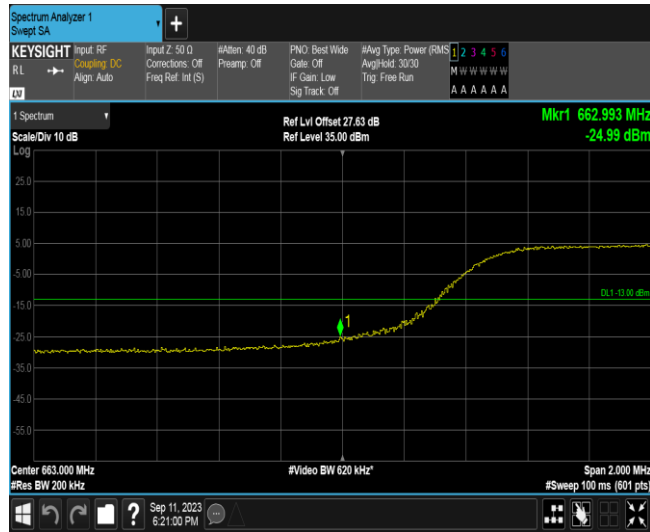 Spectrum Analyzer 1
Swept SA
KEYSIGHT Input: RF Input Z: 50 Ω #Atten: 40 dB PNO: Best Wide #Avg Type: Power (RMS 1 2 3 4 5 6
RL Coupling: DC Corrections: Off Preamp: Off Gate: Off Avg|Hold: 30/30 M W W W W W
Align: Auto Freq Ref: Int (S) IF Gain: Low Trig: Free Run
LXI Sig Track: Off A A A A A A
1 Spectrum Ref Lvl Offset 27.63 dB Mkr1 662.993 MHz
Scale/Div 10 dB Ref Level 35.00 dBm -24.99 dBm
Log
25.0
15.0
5.00
-5.00
DL1 -13.00 dBm
-15.0
1
-25.0
-35.0
-45.0
-55.0
Center 663.000 MHz #Video BW 620 kHz* Span 2.000 MHz
#Res BW 200 kHz #Sweep 100 ms (601 pts)
? Sep 11, 2023
6:21:00 PM